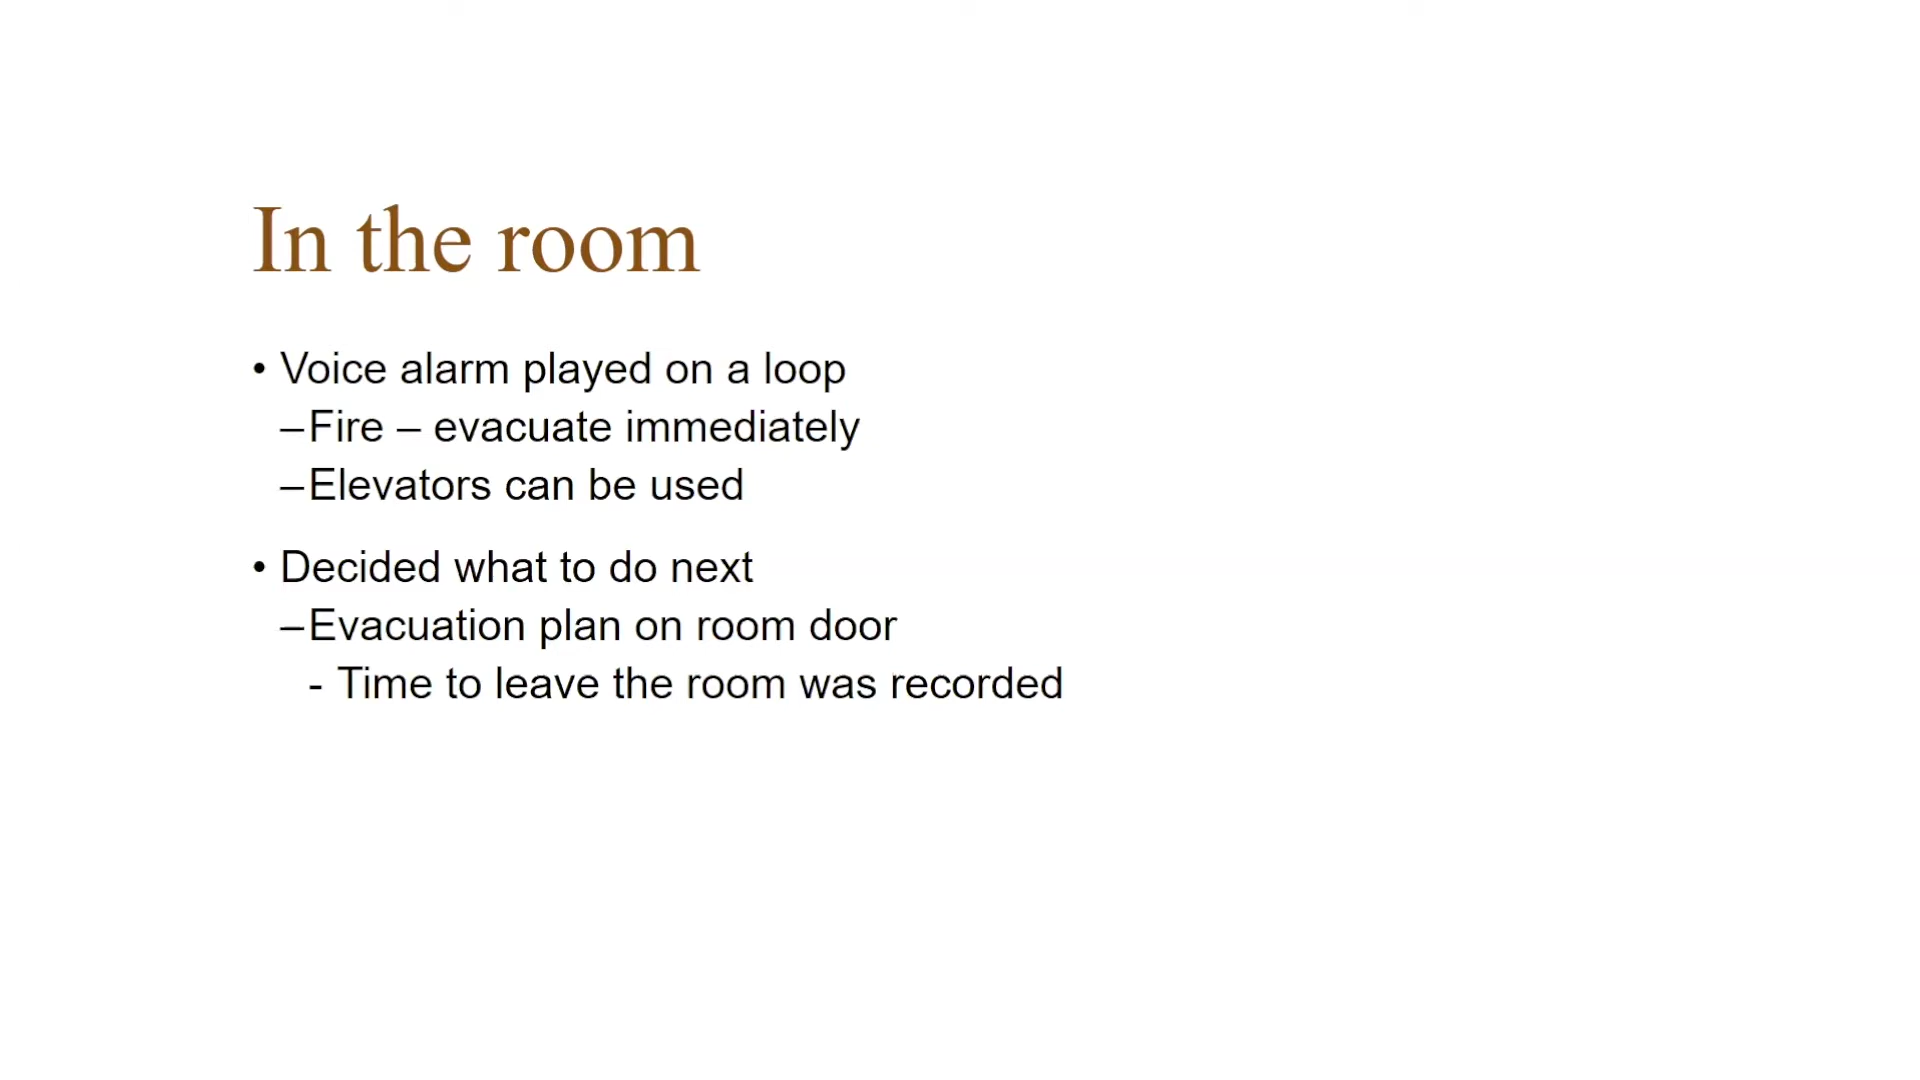 In the room
• Voice alarm played on a loop
–Fire – evacuate immediately
–Elevators can be used
• Decided what to do next
–Evacuation plan on room door
- Time to leave the room was recorded